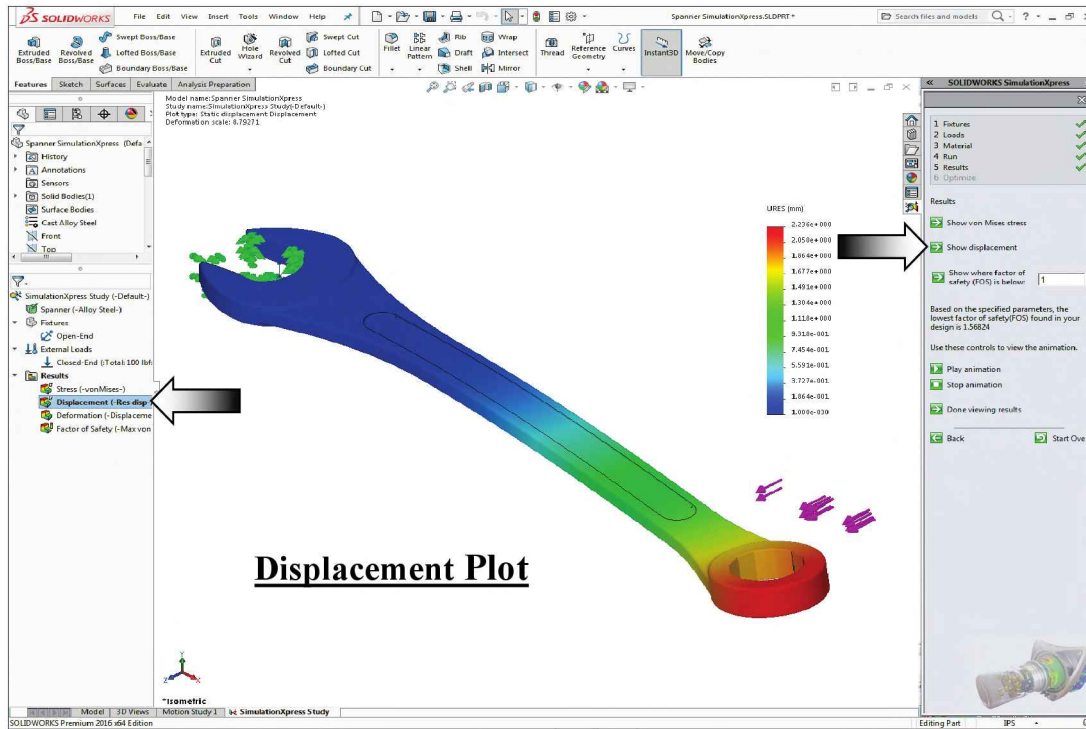 SOLIDWORKS File Edit View Insert Tools Window Help Spanner SimulationXpress.SLDPRT * Search files and models
Extruded Boss/Base
Revolved Boss/Base
Swept Boss/Base
Lofted Boss/Base
Boundary Boss/Base
Extruded Cut
Hole Wizard
Revolved Cut
Swept Cut
Lofted Cut
Boundary Cut
Fillet
Linear Pattern
Rib
Draft
Shell
Wrap
Intersect
Mirror
Thread
Reference Geometry
Curves
Instant3D
Move/Copy Bodies
Features Sketch Surfaces Evaluate Analysis Preparation
Model name:Spanner SimulationXpress
Study name:SimulationXpress Study(-Default-)
Plot type: Static displacement Displacement
Deformation scale: 8.79271
Spanner SimulationXpress (Defa
History
Annotations
Sensors
Solid Bodies(1)
Surface Bodies
Cast Alloy Steel
Front
Top
SimulationXpress Study (-Default-)
Spanner (-Alloy Steel-)
Fixtures
Open-End
External Loads
Closed-End (:Total: 100 lbf:
Results
Stress (-vonMises-)
Displacement (-Res disp
Deformation (-Displaceme
Factor of Safety (-Max von
URES (mm)
2.236e+000
2.050e+000
1.864e+000
1.677e+000
1.491e+000
1.304e+000
1.118e+000
9.318e-001
7.454e-001
5.591e-001
3.727e-001
1.864e-001
1.000e-030
Displacement Plot
Y
Z
X
*Isometric
SOLIDWORKS SimulationXpress
1 Fixtures
2 Loads
3 Material
4 Run
5 Results
6 Optimize
Results
Show von Mises stress
Show displacement
Show where factor of
safety (FOS) is below: 1
Based on the specified parameters, the
lowest factor of safety(FOS) found in your
design is 1.56824
Use these controls to view the animation.
Play animation
Stop animation
Done viewing results
Back Start Ove
Model 3D Views Motion Study 1 SimulationXpress Study
SOLIDWORKS Premium 2016 x64 Edition Editing Part IPS